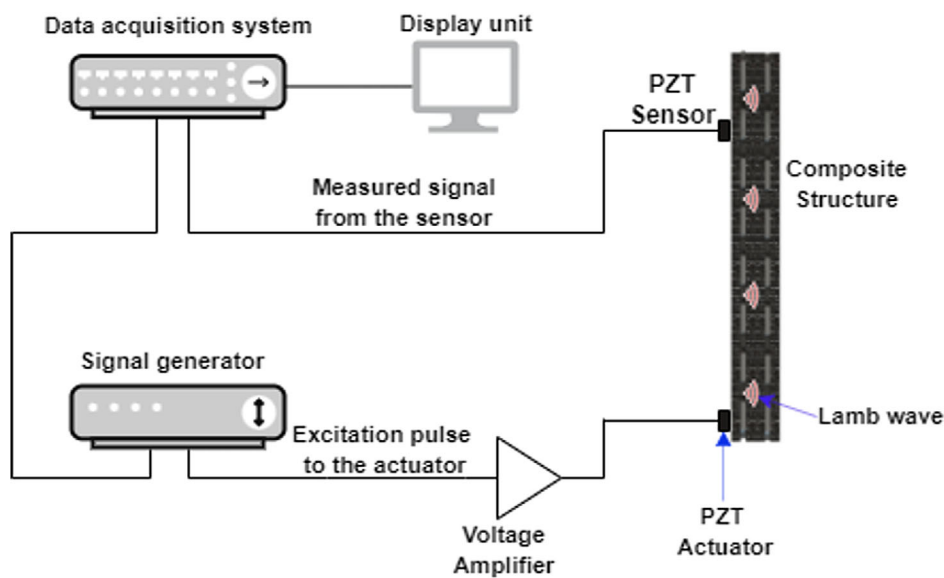 Data acquisition system
Display unit
PZT
Sensor
Composite
Structure
Measured signal
from the sensor
Signal generator
Excitation pulse
to the actuator
Lamb wave
Voltage
Amplifier
PZT
Actuator